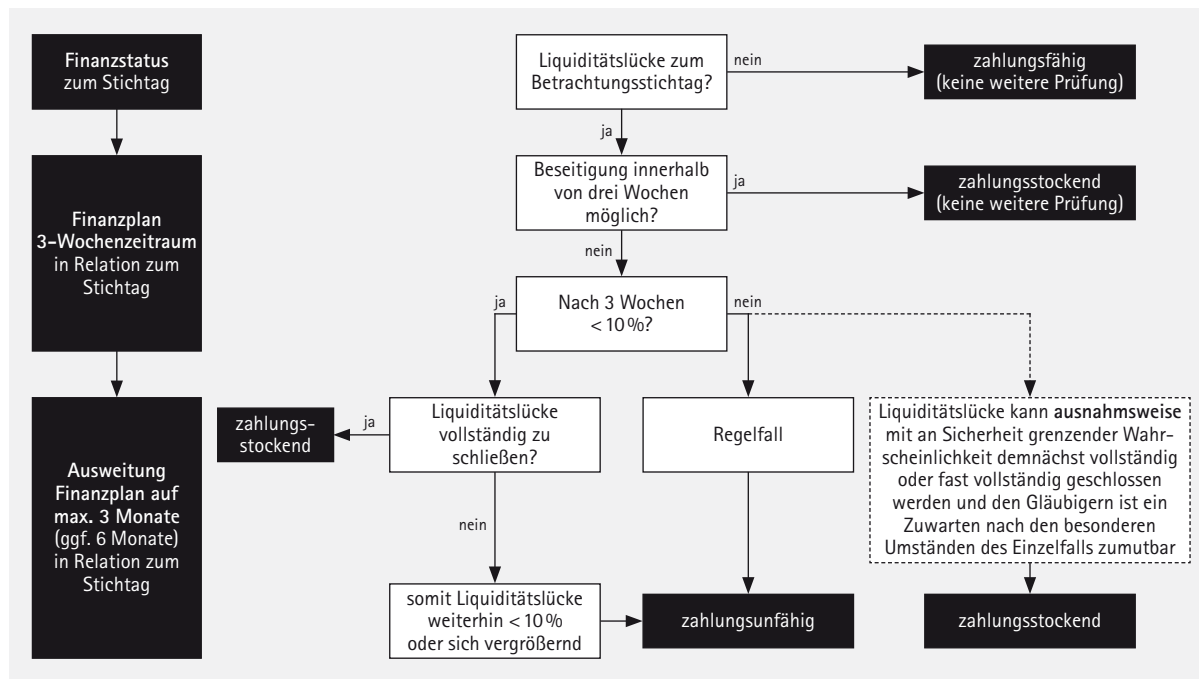 Finanzstatus
zum Stichtag
Finanzplan
3-Wochenzeitraum
in Relation zum
Stichtag
Ausweitung
Finanzplan auf
max. 3 Monate
(ggf. 6 Monate)
in Relation zum
Stichtag
Liquiditätslücke zum
Betrachtungsstichtag?
nein
zahlungsfähig
(keine weitere Prüfung)
ja
Beseitigung innerhalb
von drei Wochen
möglich?
ja
zahlungsstockend
(keine weitere Prüfung)
nein
ja
Nach 3 Wochen
< 10 %?
nein
zahlungs-
stockend
ja
Liquiditätslücke
vollständig zu
schließen?
Regelfall
Liquiditätslücke kann ausnahmsweise
mit an Sicherheit grenzender Wahr-
scheinlichkeit demnächst vollständig
oder fast vollständig geschlossen
werden und den Gläubigern ist ein
Zuwarten nach den besonderen
Umständen des Einzelfalls zumutbar
nein
somit Liquiditätslücke
weiterhin < 10 %
oder sich vergrößernd
zahlungsunfähig
zahlungsstockend